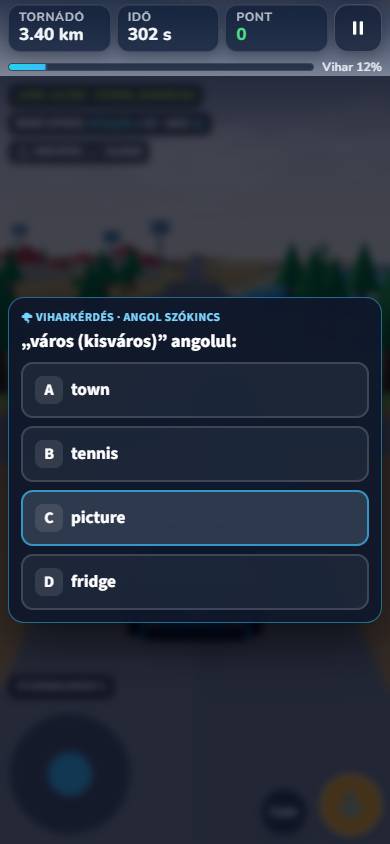 TORNÁDÓ
3.40 km
IDŐ
302 s
PONT
0
Vihar 12%
VIHARKÉRDÉS · ANGOL SZÓKINCS
„város (kisváros)” angolul:
A town
B tennis
C picture
D fridge